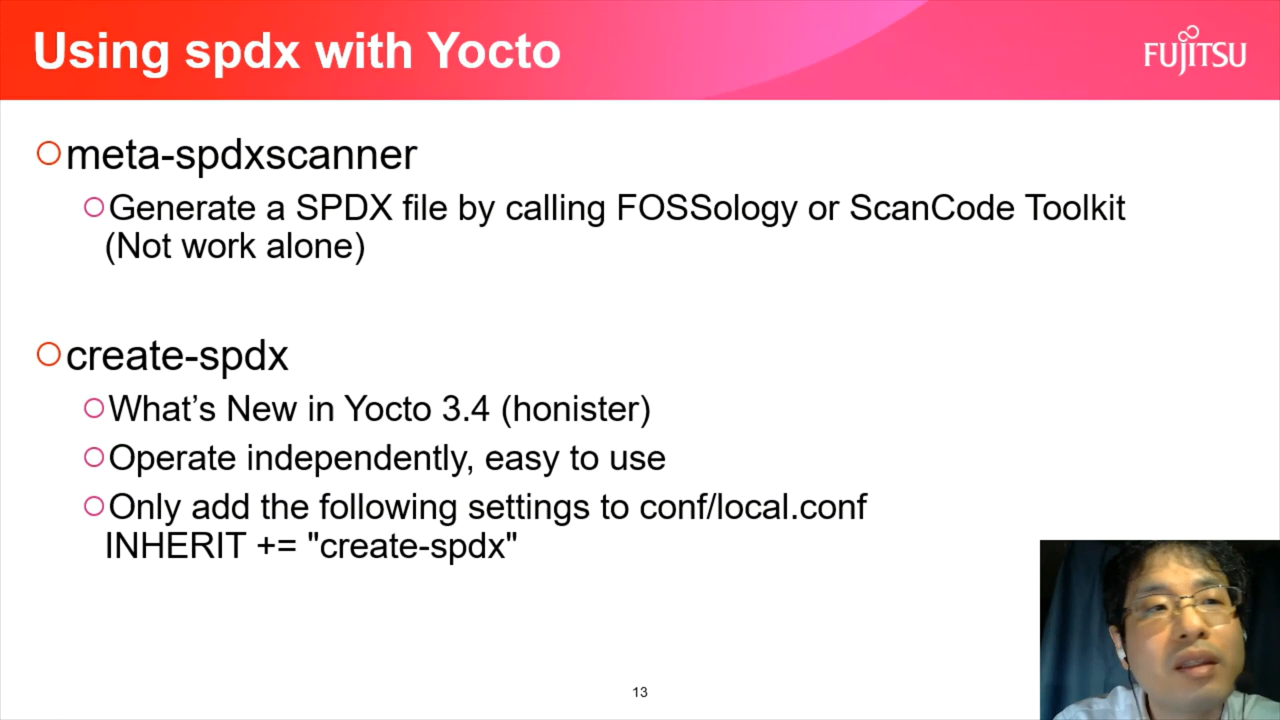 Using spdx with Yocto
FUJITSU
meta-spdxscanner
Generate a SPDX file by calling FOSSology or ScanCode Toolkit
(Not work alone)
create-spdx
What’s New in Yocto 3.4 (honister)
Operate independently, easy to use
Only add the following settings to conf/local.conf
INHERIT += "create-spdx"
13